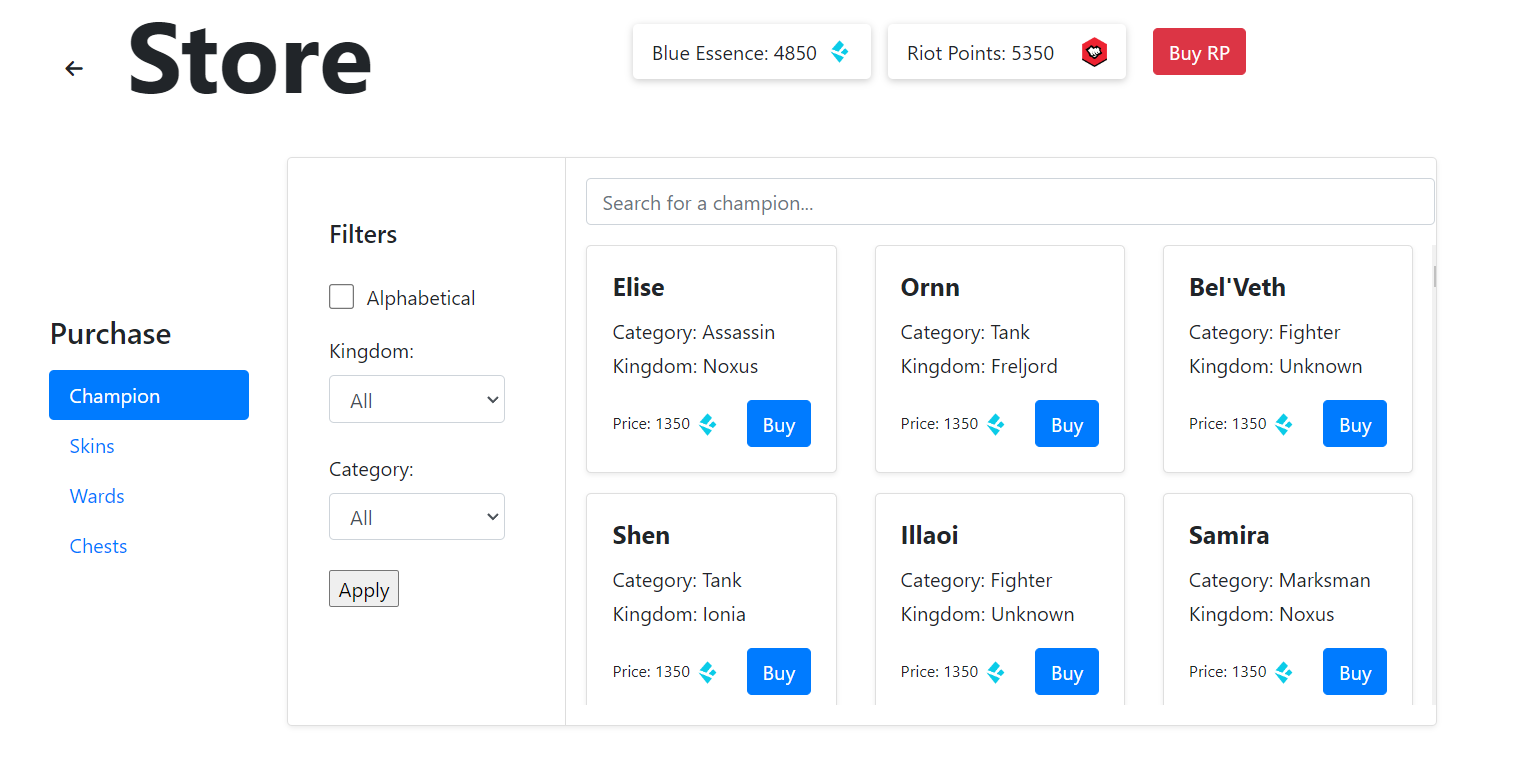 Store
Blue Essence: 4850
Riot Points: 5350
Buy RP
Purchase
Champion
Skins
Wards
Chests
Filters
Alphabetical
Kingdom:
All
Category:
All
Apply
Search for a champion...
Elise
Category: Assassin
Kingdom: Noxus
Price: 1350
Buy
Ornn
Category: Tank
Kingdom: Freljord
Price: 1350
Buy
Bel'Veth
Category: Fighter
Kingdom: Unknown
Price: 1350
Buy
Shen
Category: Tank
Kingdom: Ionia
Price: 1350
Buy
Illaoi
Category: Fighter
Kingdom: Unknown
Price: 1350
Buy
Samira
Category: Marksman
Kingdom: Noxus
Price: 1350
Buy